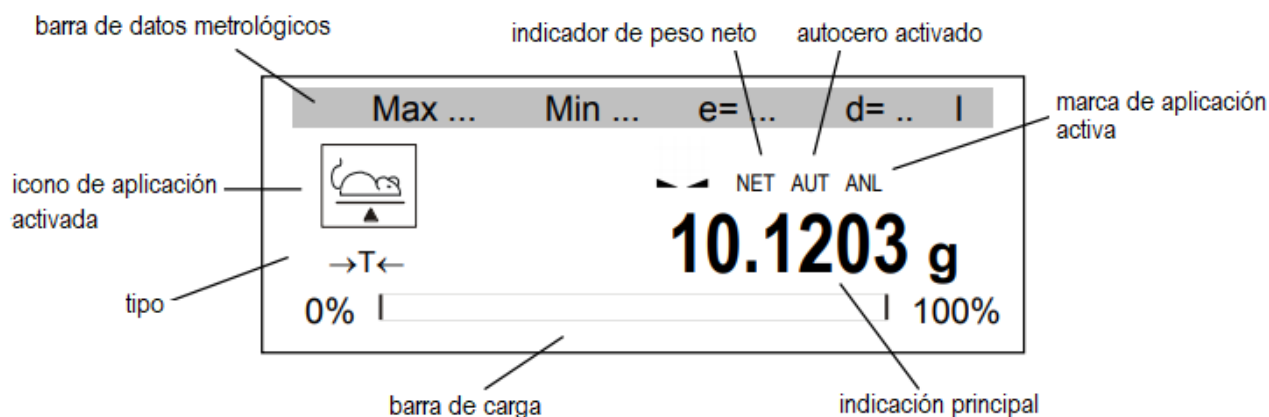 barra de datos metrológicos
indicador de peso neto
autocero activado
Max ... Min ... e= ... d= .. I
marca de aplicación
activa
icono de aplicación
activada
NET AUT ANL
10.1203 g
→T←
tipo
0% 100%
barra de carga
indicación principal